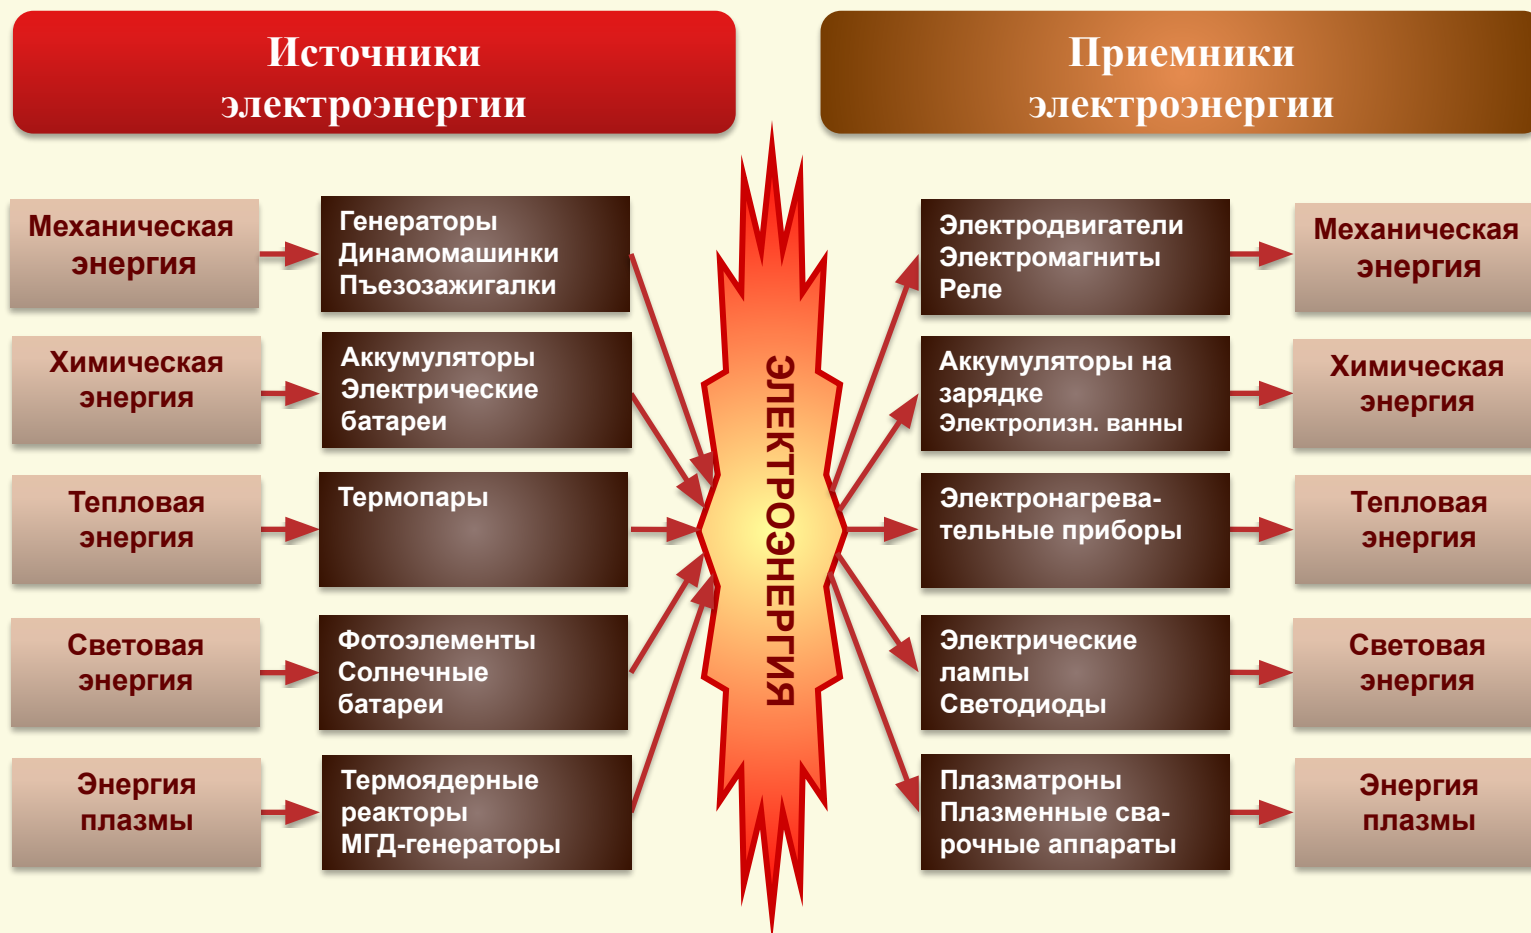 Источники
электроэнергии
Приемники
электроэнергии
Механическая
энергия
Генераторы
Динамомашинки
Пъезозажигалки
Химическая
энергия
Аккумуляторы
Электрические
батареи
Тепловая
энергия
Термопары
Световая
энергия
Фотоэлементы
Солнечные
батареи
Энергия
плазмы
Термоядерные
реакторы
МГД-генераторы
ЭЛЕКТРОЭНЕРГИЯ
Электродвигатели
Электромагниты
Реле
Механическая
энергия
Аккумуляторы на
зарядке
Электролизн. ванны
Химическая
энергия
Электронагрева-
тельные приборы
Тепловая
энергия
Электрические
лампы
Светодиоды
Световая
энергия
Плазматроны
Плазменные сва-
рочные аппараты
Энергия
плазмы